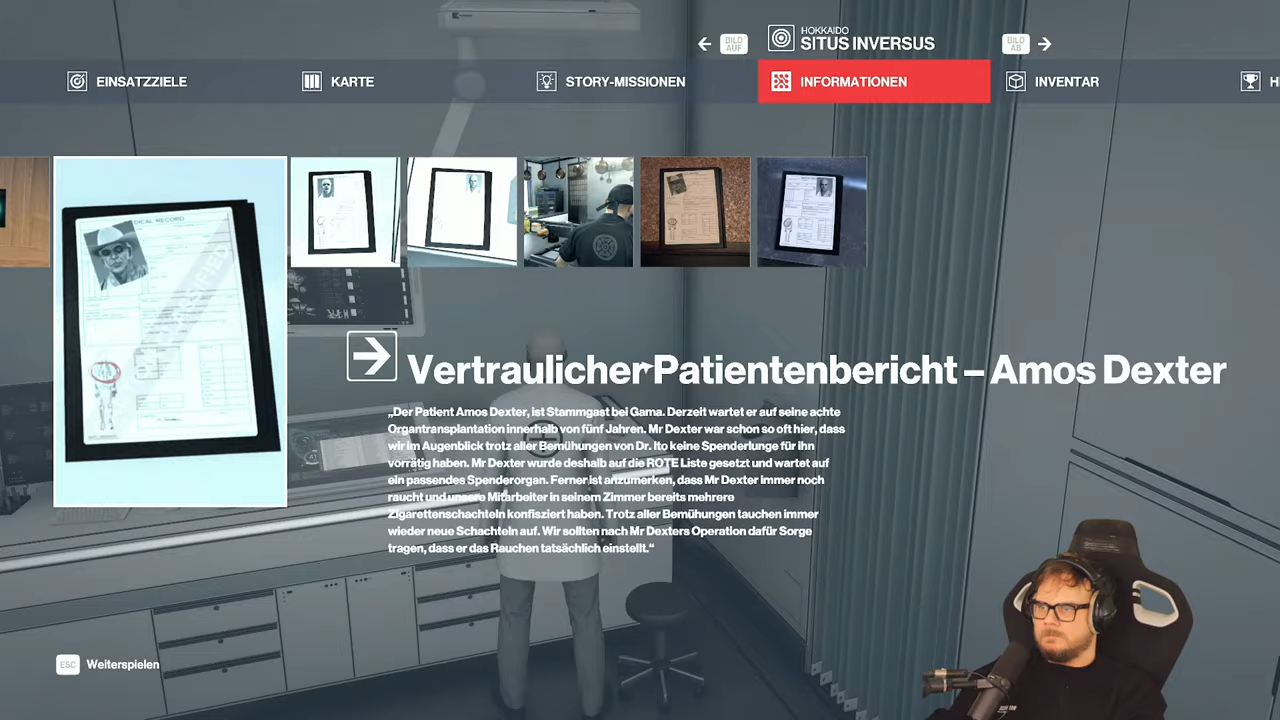 HOKKAIDO
BILD AUF
SITUS INVERSUS
BILD AB
EINSATZZIELE
KARTE
STORY-MISSIONEN
INFORMATIONEN
INVENTAR
H
MEDICAL RECORD
Vertraulicher Patientenbericht – Amos Dexter
„Der Patient Amos Dexter, ist Stammgast bei Gama. Derzeit wartet er auf seine achte
Organtransplantation innerhalb von fünf Jahren. Mr Dexter war schon so oft hier, dass
wir im Augenblick trotz aller Bemühungen von Dr. Ito keine Spenderlunge für ihn
vorrätig haben. Mr Dexter wurde deshalb auf die ROTE Liste gesetzt und wartet auf
ein passendes Spenderorgan. Ferner ist anzumerken, dass Mr Dexter immer noch
raucht und unsere Mitarbeiter in seinem Zimmer bereits mehrere
Zigarettenschachteln konfisziert haben. Trotz aller Bemühungen tauchen immer
wieder neue Schachteln auf. Wir sollten nach Mr Dexters Operation dafür Sorge
tragen, dass er das Rauchen tatsächlich einstellt.“
ESC Weiterspielen